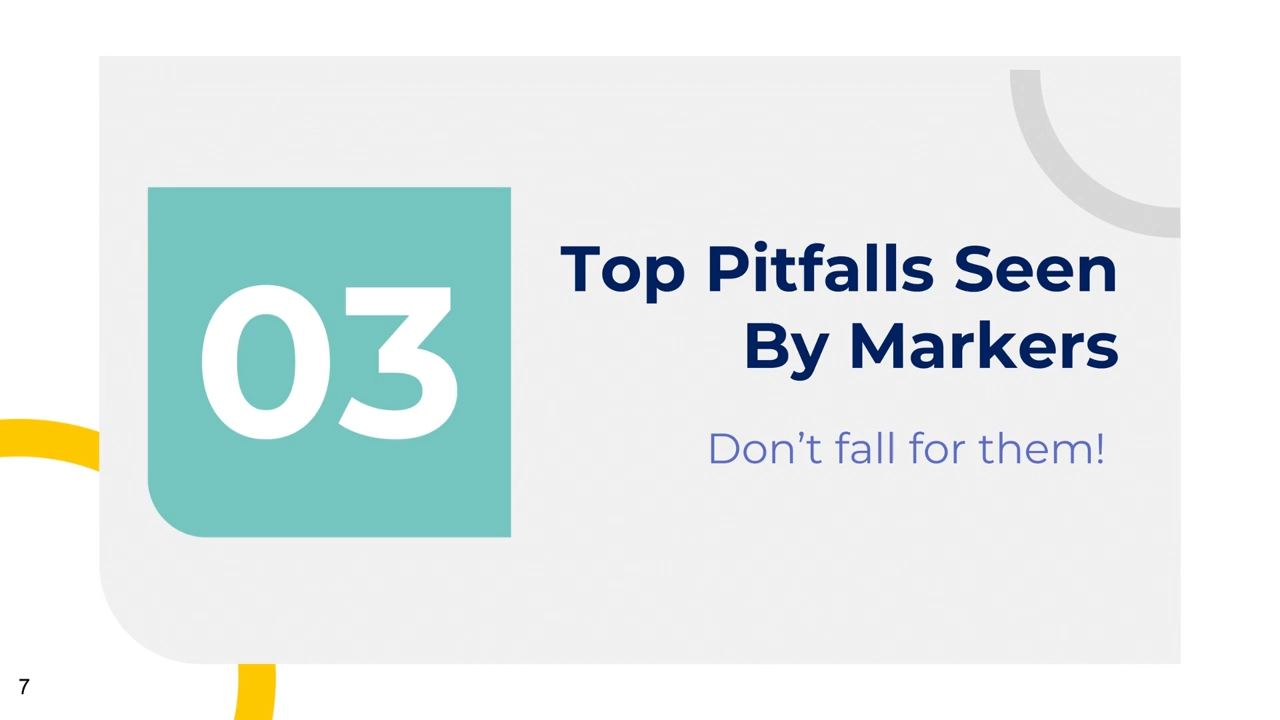 03
Top Pitfalls Seen
By Markers
Don’t fall for them!
7